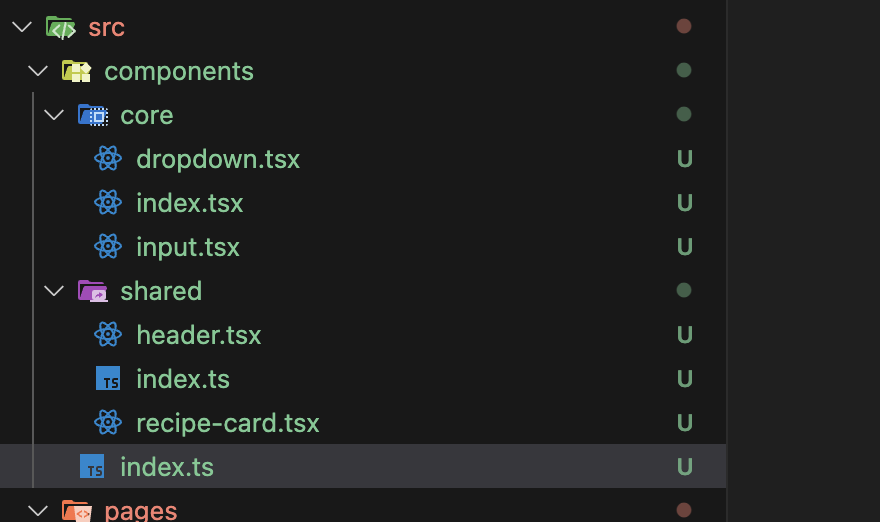 src
components
core
dropdown.tsx U
index.tsx U
input.tsx U
shared
header.tsx U
TS index.ts U
recipe-card.tsx U
TS index.ts U
pages